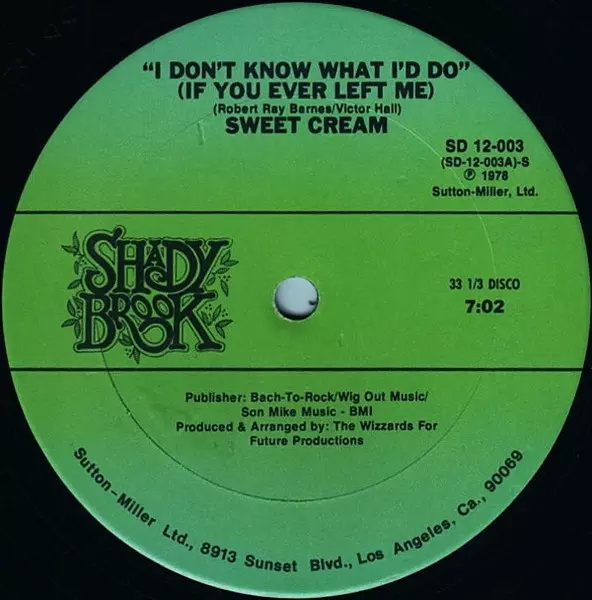 "I DON'T KNOW WHAT I'D DO"
(IF YOU EVER LEFT ME)
(Robert Ray Barnes/Victor Hall)
SWEET CREAM
SD 12-003
(SD-12-003A)-S
℗ 1978
Sutton-Miller, Ltd.
SHADY
BROOK
33 1/3 DISCO
7:02
Publisher: Bach-To-Rock/Wig Out Music/
Son Mike Music - BMI
Produced & Arranged by: The Wizzards For
Future Productions
Sutton-Miller Ltd., 8913 Sunset Blvd., Los Angeles, Ca., 90069